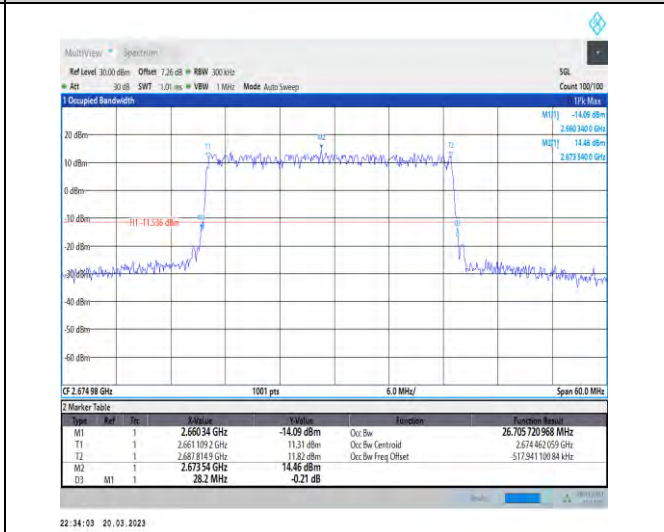 MultiView Spectrum
Ref Level 30.00 dBm Offset 7.26 dB RBW 300 kHz SGL
Att 30 dB SWT 1.01 ms VBW 1 MHz Mode Auto Sweep Count 100/100
1 Occupied Bandwidth 1Pk Max
M1[1] -14.09 dBm
2.660 340 0 GHz
M2[1] 14.46 dBm
2.673 540 0 GHz
20 dBm
T1 M2 T2
10 dBm
0 dBm
-10 dBm
H1 -11.536 dBm
-20 dBm
-30 dBm
-40 dBm
-50 dBm
-60 dBm
CF 2.674 98 GHz 1001 pts 6.0 MHz/ Span 60.0 MHz
2 Marker Table
Type Ref Trc X-Value Y-Value Function Function Result
M1 1 2.660 34 GHz -14.09 dBm Occ Bw 26.705 720 968 MHz
T1 1 2.661 109 2 GHz 11.31 dBm Occ Bw Centroid 2.674 462 059 GHz
T2 1 2.687 814 9 GHz 11.82 dBm Occ Bw Freq Offset -517.941 100 84 kHz
M2 1 2.673 54 GHz 14.46 dBm
D3 M1 1 28.2 MHz -0.21 dB
22:34:03 20.03.2023